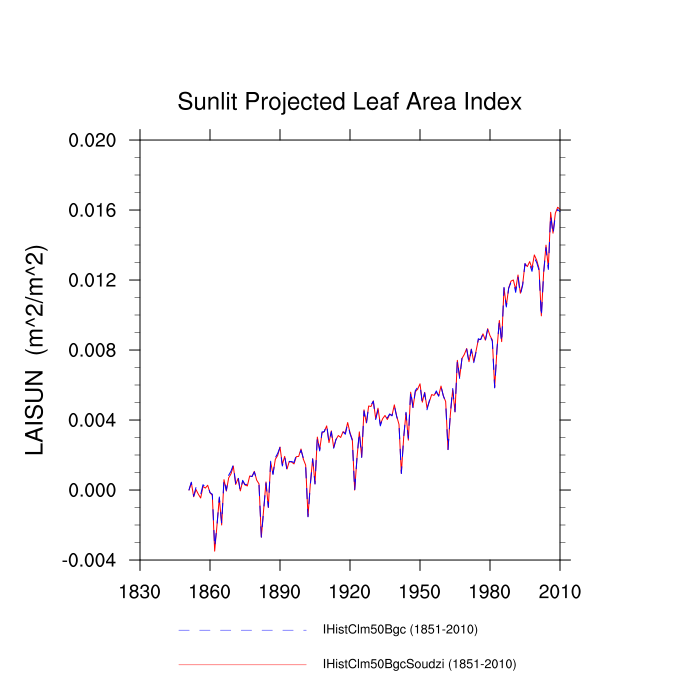 Sunlit Projected Leaf Area Index
LAISUN (m^2/m^2)
0.020
0.016
0.012
0.008
0.004
0.000
-0.004
1830 1860 1890 1920 1950 1980 2010
IHistClm50Bgc (1851-2010)
IHistClm50BgcSoudzi (1851-2010)